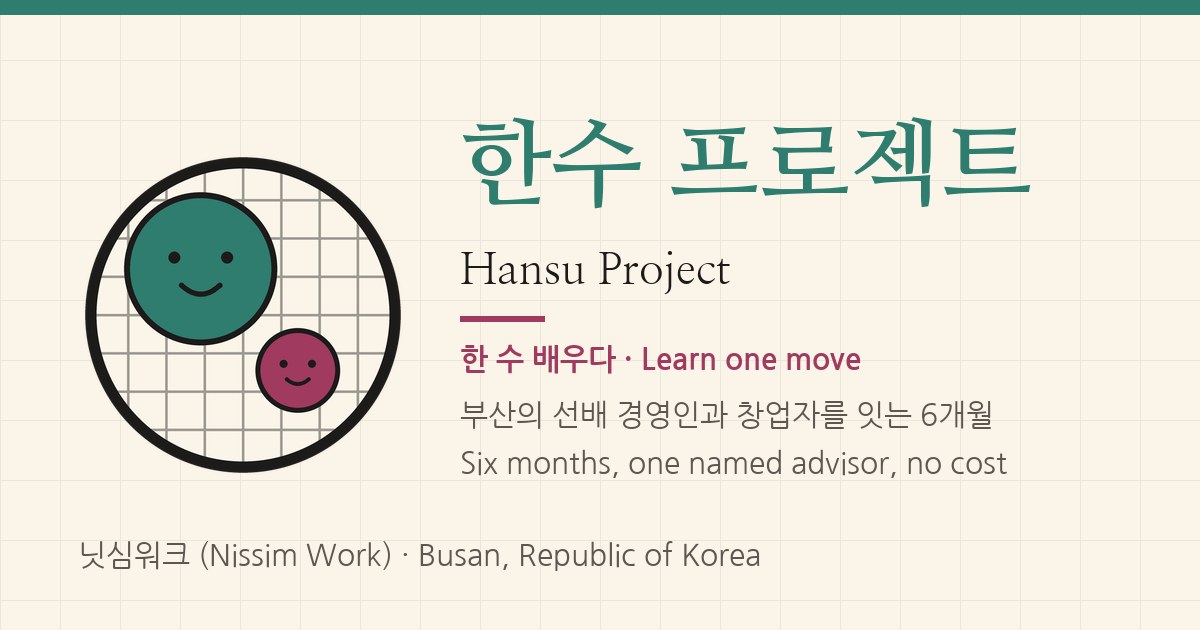 한수 프로젝트
Hansu Project
한 수 배우다 · Learn one move
부산의 선배 경영인과 창업자를 잇는 6개월
Six months, one named advisor, no cost
닛심워크 (Nissim Work) · Busan, Republic of Korea